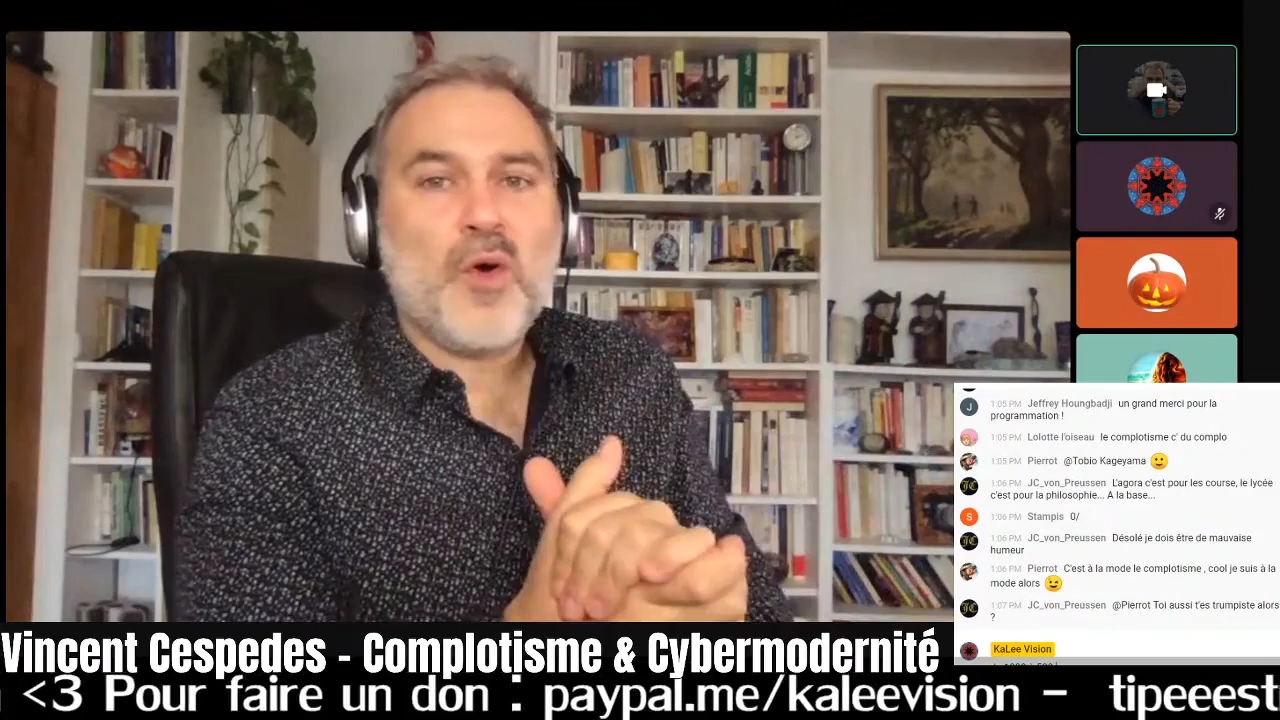 1:05 PM Jeffrey Houngbadji un grand merci pour la
programmation !
1:05 PM Lolotte l'oiseau le complotisme c' du complo
1:05 PM Pierrot @Tobio Kageyama
1:06 PM JC_von_Preussen L'agora c'est pour les course, le lycée
c'est pour la philosophie... A la base...
S 1:06 PM Stampis 0/
1:06 PM JC_von_Preussen Désolé je dois être de mauvaise
humeur
1:06 PM Pierrot C'est à la mode le complotisme , cool je suis à la
mode alors
1:07 PM JC_von_Preussen @Pierrot Toi aussi t'es trumpiste alors
?
KaLee Vision
Vincent Cespedes - Complotisme & Cybermodernité
<3 Pour faire un don : paypal.me/kaleevision - tipeeest